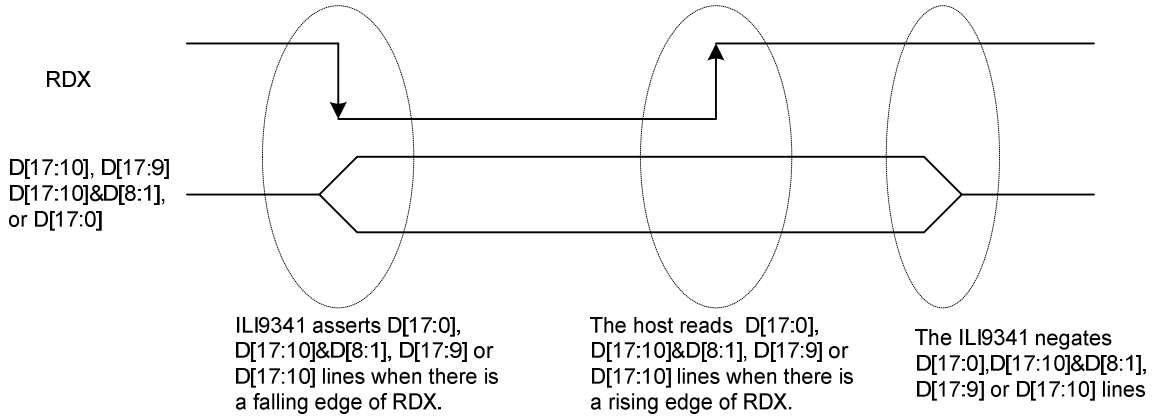 RDX
D[17:10], D[17:9]
D[17:10]&D[8:1],
or D[17:0]
ILI9341 asserts D[17:0],
D[17:10]&D[8:1], D[17:9] or
D[17:10] lines when there is
a falling edge of RDX.
The host reads D[17:0],
D[17:10]&D[8:1], D[17:9] or
D[17:10] lines when there is
a rising edge of RDX.
The ILI9341 negates
D[17:0],D[17:10]&D[8:1],
D[17:9] or D[17:10] lines